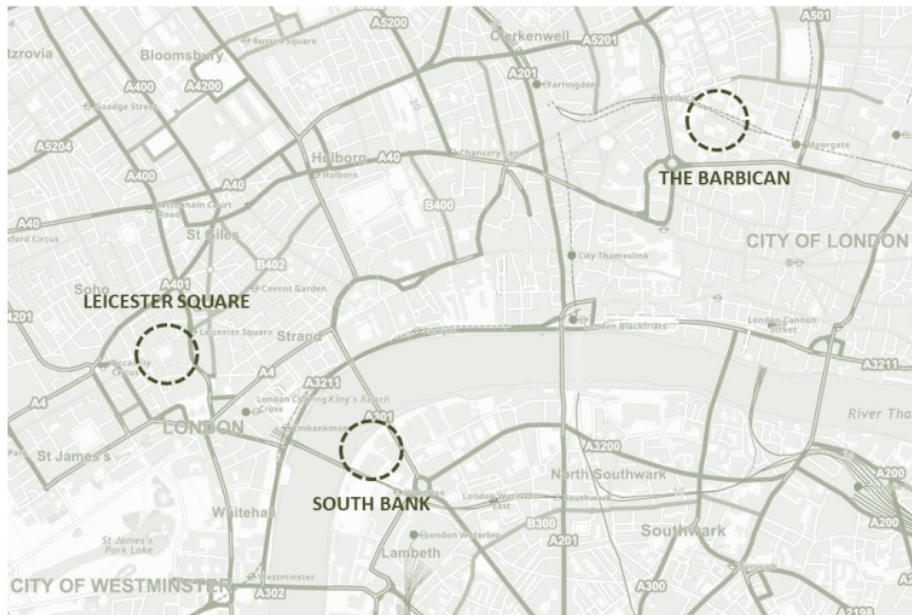 A5200
A501
Russell Square
Clerkenwell
A5201
Bloomsbury
A400
A4200
A201
Farringdon
Goodge Street
A5204
A400
Holborn
A40
Chancery Lane
Moorgate
Holborn
THE BARBICAN
A40
B400
Tottenham Court
Road
A40
St Giles
CITY OF LONDON
B402
City Thameslink
A401
Soho
Covent Garden
LEICESTER SQUARE
4201
Leicester Square
Strand
London Blackfriars
London Cannon
Street
Piccadilly
Circus
A4
A3211
A3211
A4
London Charing
Cross
King's Reach
A301
River Tha
LONDON
Embankment
St James's
A3200
North Southwark
A200
SOUTH BANK
London Waterloo
East
Southwark
Whitehall
B300
Southwark
A200
St James's
Park Lake
London Waterloo
A201
Lambeth
CITY OF WESTMINSTER
Westminster
A302
A300
Borough
A2198